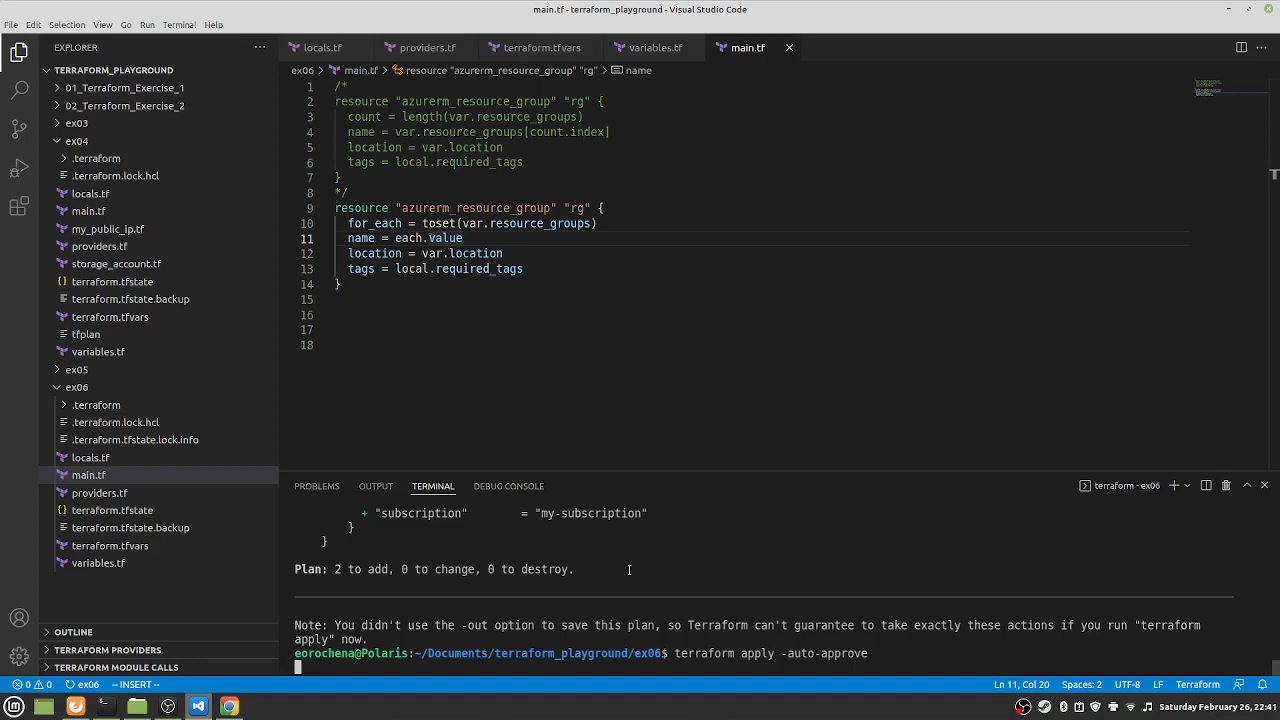 main.tf - terraform_playground - Visual Studio Code
File Edit Selection View Go Run Terminal Help
EXPLORER
TERRAFORM_PLAYGROUND
01_Terraform_Exercise_1
02_Terraform_Exercise_2
ex03
ex04
.terraform
.terraform.lock.hcl
locals.tf
main.tf
my_public_ip.tf
providers.tf
storage_account.tf
terraform.tfstate
terraform.tfstate.backup
terraform.tfvars
tfplan
variables.tf
ex05
ex06
.terraform
.terraform.lock.hcl
.terraform.tfstate.lock.info
locals.tf
main.tf
providers.tf
terraform.tfstate
terraform.tfstate.backup
terraform.tfvars
variables.tf
OUTLINE
TERRAFORM PROVIDERS
TERRAFORM MODULE CALLS
locals.tf providers.tf terraform.tfvars variables.tf main.tf
ex06 > main.tf > resource "azurerm_resource_group" "rg" > name
1 /*
2 resource "azurerm_resource_group" "rg" {
3 count = length(var.resource_groups)
4 name = var.resource_groups[count.index]
5 location = var.location
6 tags = local.required_tags
7 }
8 */
9 resource "azurerm_resource_group" "rg" {
10 for_each = toset(var.resource_groups)
11 name = each.value
12 location = var.location
13 tags = local.required_tags
14 }
15
16
17
18
PROBLEMS OUTPUT TERMINAL DEBUG CONSOLE
terraform - ex06
+ "subscription" = "my-subscription"
}
}
Plan: 2 to add, 0 to change, 0 to destroy.
Note: You didn't use the -out option to save this plan, so Terraform can't guarantee to take exactly these actions if you run "terraform
apply" now.
eorochena@Polaris:~/Documents/terraform_playground/ex06$ terraform apply -auto-approve
0 0 ex06 -- INSERT -- Ln 11, Col 20 Spaces: 2 UTF-8 LF Terraform
Saturday February 26, 22:41